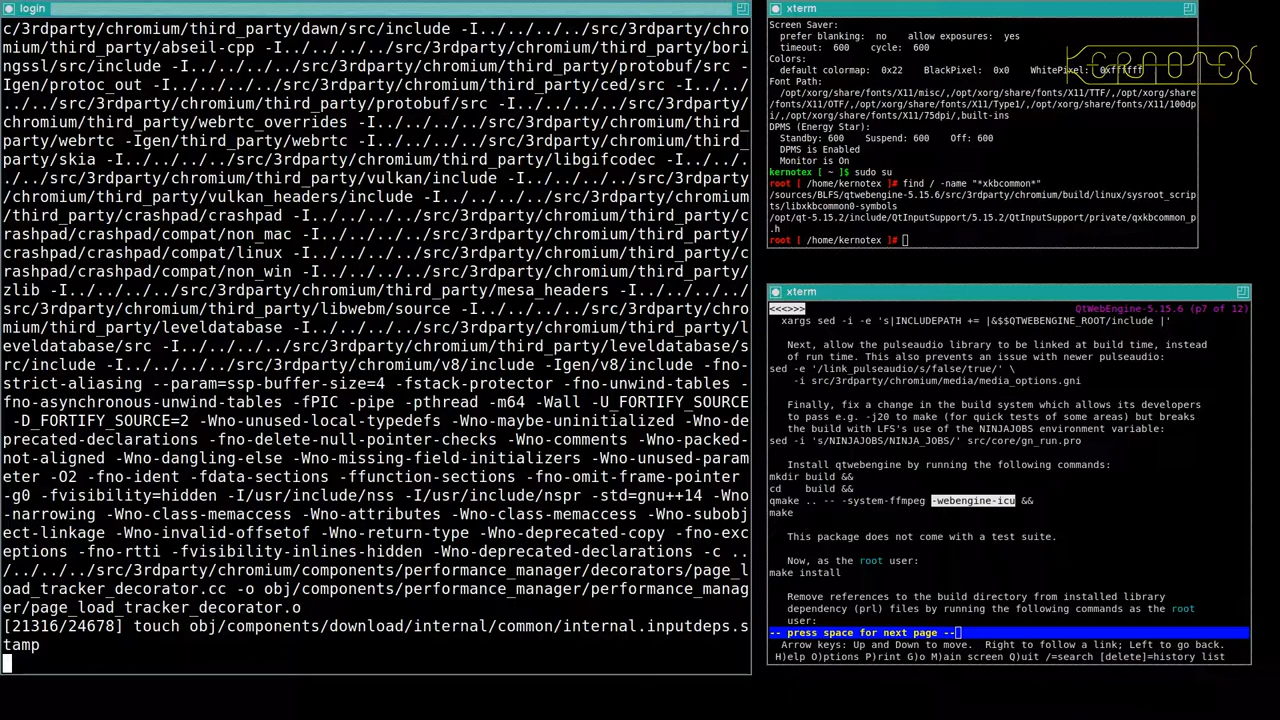 login
c/3rdparty/chromium/third_party/dawn/src/include -I../../../../src/3rdparty/chro
mium/third_party/abseil-cpp -I../../../../src/3rdparty/chromium/third_party/bori
ngssl/src/include -I../../../../src/3rdparty/chromium/third_party/protobuf/src -
Igen/protoc_out -I../../../../src/3rdparty/chromium/third_party/ced/src -I../../
../../src/3rdparty/chromium/third_party/protobuf/src -I../../../../src/3rdparty/
chromium/third_party/webrtc_overrides -I../../../../src/3rdparty/chromium/third_
party/webrtc -Igen/third_party/webrtc -I../../../../src/3rdparty/chromium/third_
party/skia -I../../../../src/3rdparty/chromium/third_party/libgifcodec -I../../.
./../src/3rdparty/chromium/third_party/vulkan/include -I../../../../src/3rdparty
/chromium/third_party/vulkan_headers/include -I../../../../src/3rdparty/chromium
/third_party/crashpad/crashpad -I../../../../src/3rdparty/chromium/third_party/c
rashpad/crashpad/compat/non_mac -I../../../../src/3rdparty/chromium/third_party/
crashpad/crashpad/compat/linux -I../../../../src/3rdparty/chromium/third_party/c
rashpad/crashpad/compat/non_win -I../../../../src/3rdparty/chromium/third_party/
zlib -I../../../../src/3rdparty/chromium/third_party/mesa_headers -I../../../../
src/3rdparty/chromium/third_party/libwebm/source -I../../../../src/3rdparty/chro
mium/third_party/leveldatabase -I../../../../src/3rdparty/chromium/third_party/l
eveldatabase/src -I../../../../src/3rdparty/chromium/third_party/leveldatabase/s
rc/include -I../../../../src/3rdparty/chromium/v8/include -Igen/v8/include -fno-
strict-aliasing --param=ssp-buffer-size=4 -fstack-protector -fno-unwind-tables -
fno-asynchronous-unwind-tables -fPIC -pipe -pthread -m64 -Wall -U_FORTIFY_SOURCE
 -D_FORTIFY_SOURCE=2 -Wno-unused-local-typedefs -Wno-maybe-uninitialized -Wno-de
precated-declarations -fno-delete-null-pointer-checks -Wno-comments -Wno-packed-
not-aligned -Wno-dangling-else -Wno-missing-field-initializers -Wno-unused-param
eter -O2 -fno-ident -fdata-sections -ffunction-sections -fno-omit-frame-pointer 
-g0 -fvisibility=hidden -I/usr/include/nss -I/usr/include/nspr -std=gnu++14 -Wno
-narrowing -Wno-class-memaccess -Wno-attributes -Wno-class-memaccess -Wno-subobj
ect-linkage -Wno-invalid-offsetof -Wno-return-type -Wno-deprecated-copy -fno-exc
eptions -fno-rtti -fvisibility-inlines-hidden -Wno-deprecated-declarations -c ..
/../../../src/3rdparty/chromium/components/performance_manager/decorators/page_l
oad_tracker_decorator.cc -o obj/components/performance_manager/performance_manag
er/page_load_tracker_decorator.o
[21316/24678] touch obj/components/download/internal/common/internal.inputdeps.s
tamp
xterm
Screen Saver:
  prefer blanking:  no    allow exposures:  yes
  timeout:  600    cycle:  600
Colors:
  default colormap:  0x22    BlackPixel:  0x0    WhitePixel:  0xffffff
Font Path:
  /opt/xorg/share/fonts/X11/misc/,/opt/xorg/share/fonts/X11/TTF/,/opt/xorg/share
/fonts/X11/OTF/,/opt/xorg/share/fonts/X11/Type1/,/opt/xorg/share/fonts/X11/100dp
i/,/opt/xorg/share/fonts/X11/75dpi/,built-ins
DPMS (Energy Star):
  Standby: 600    Suspend: 600    Off: 600
  DPMS is Enabled
  Monitor is On
kernotex [ ~ ]$ sudo su
root [ /home/kernotex ]# find / -name "*xkbcommon*"
/sources/BLFS/qtwebengine-5.15.6/src/3rdparty/chromium/build/linux/sysroot_scrip
ts/libxkbcommon0-symbols
/opt/qt-5.15.2/include/QtInputSupport/5.15.2/QtInputSupport/private/qxkbcommon_p
.h
root [ /home/kernotex ]#
KERNOTEX
xterm
<<<>>>                                             QtWebEngine-5.15.6 (p7 of 12)
  xargs sed -i -e 's|INCLUDEPATH += |&$$QTWEBENGINE_ROOT/include |'
   Next, allow the pulseaudio library to be linked at build time, instead
   of run time. This also prevents an issue with newer pulseaudio:
sed -e '/link_pulseaudio/s/false/true/' \
    -i src/3rdparty/chromium/media/media_options.gni
   Finally, fix a change in the build system which allows its developers
   to pass e.g. -j20 to make (for quick tests of some areas) but breaks
   the build with LFS's use of the NINJAJOBS environment variable:
sed -i 's/NINJAJOBS/NINJA_JOBS/' src/core/gn_run.pro
   Install qtwebengine by running the following commands:
mkdir build &&
cd    build &&
qmake .. -- -system-ffmpeg -webengine-icu &&
make
   This package does not come with a test suite.
   Now, as the root user:
make install
   Remove references to the build directory from installed library
   dependency (prl) files by running the following commands as the root
   user:
-- press space for next page --
  Arrow keys: Up and Down to move.  Right to follow a link; Left to go back.
 H)elp O)ptions P)rint G)o M)ain screen Q)uit /=search [delete]=history list